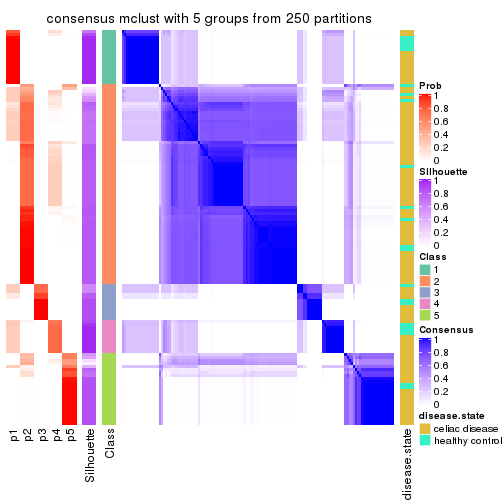 consensus mclust with 5 groups from 250 partitions
Prob
1
0.8
0.6
0.4
0.2
0
Silhouette
1
0.8
0.6
0.4
0.2
0
Class
1
2
3
4
5
Consensus
1
0.8
0.6
0.4
0.2
0
disease.state
celiac disease
healthy control
p1
p2
p3
p4
p5
Silhouette
Class
disease.state